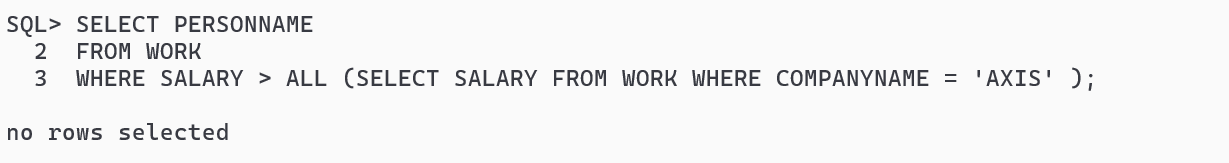 SQL> SELECT PERSONNAME
  2  FROM WORK
  3  WHERE SALARY > ALL (SELECT SALARY FROM WORK WHERE COMPANYNAME = 'AXIS' );
no rows selected